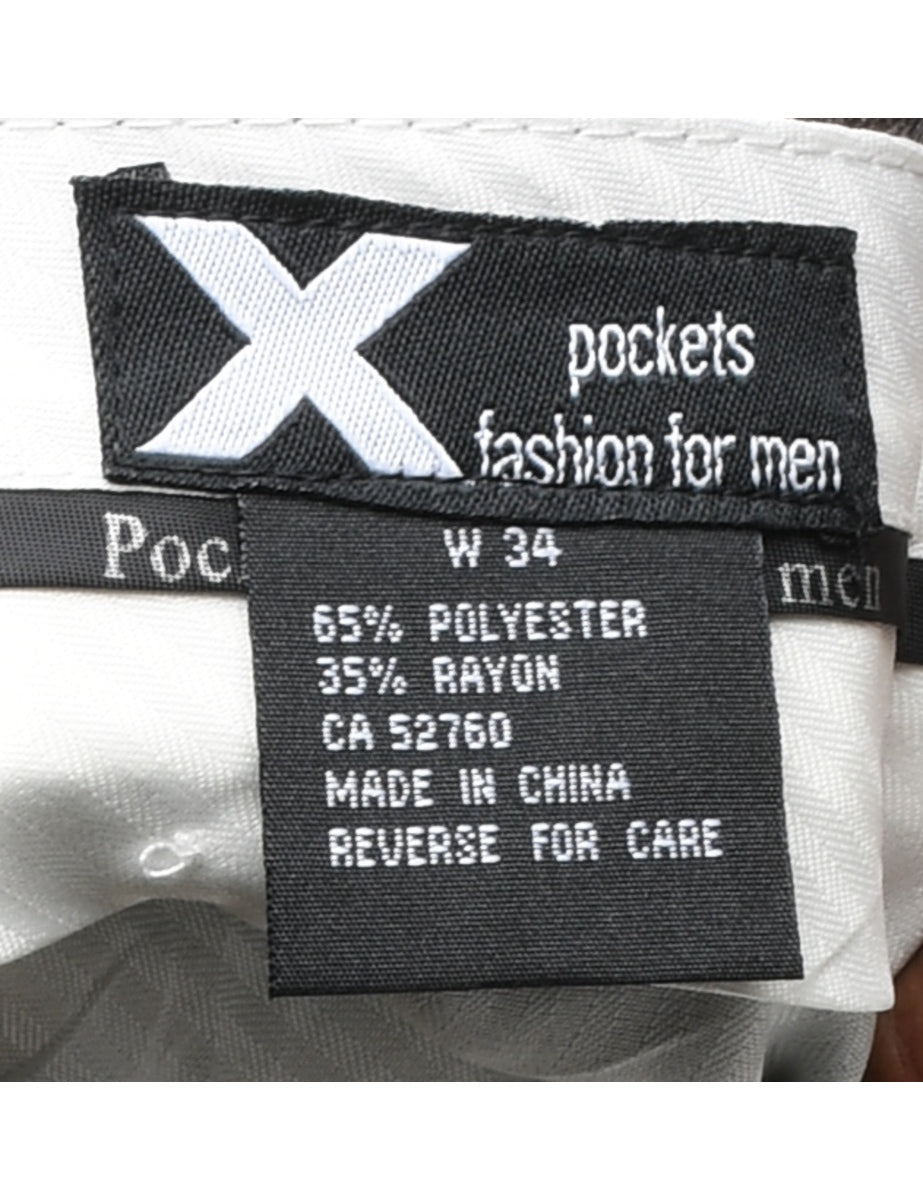 X
pockets
fashion for men
Poc
men
W 34
65% POLYESTER
35% RAYON
CA 52760
MADE IN CHINA
REVERSE FOR CARE